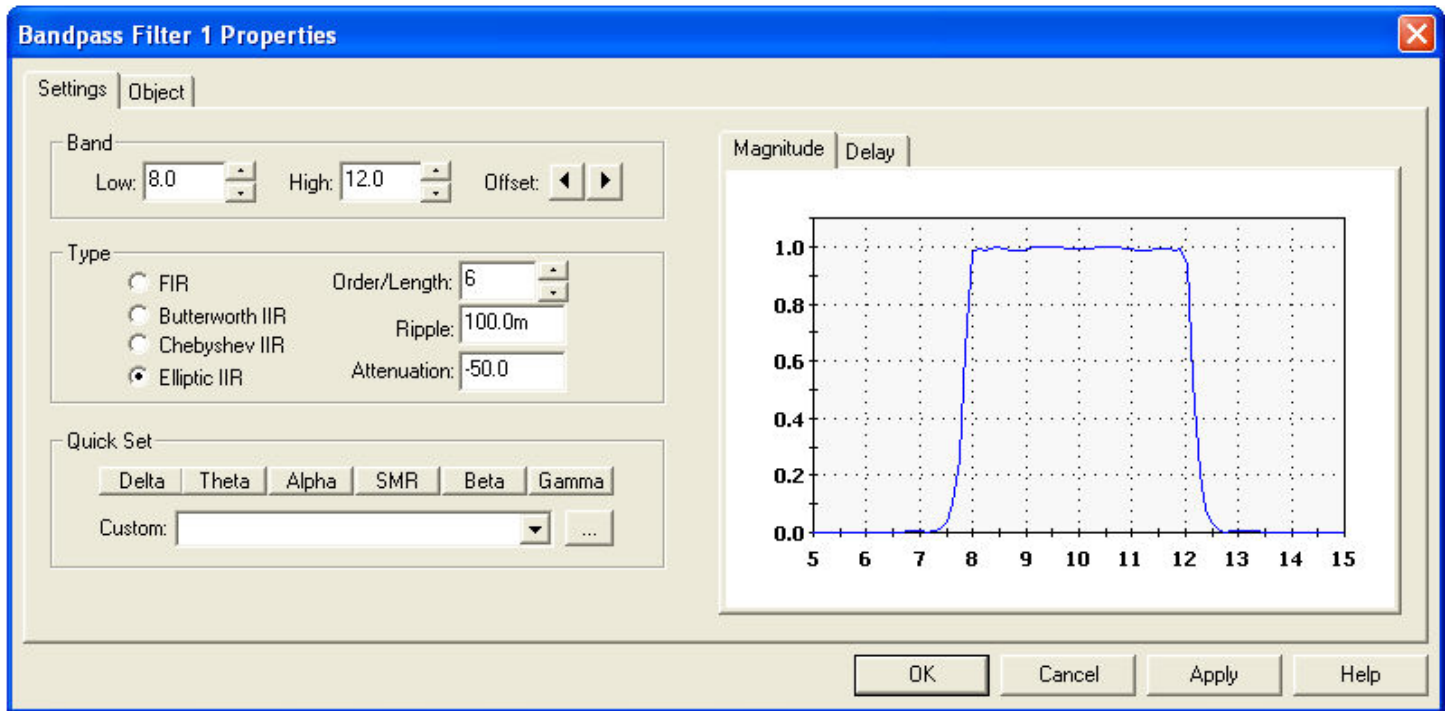 Bandpass Filter 1 Properties
Settings Object
Band
Low: 8.0 High: 12.0 Offset:
Type
FIR
Butterworth IIR
Chebyshev IIR
Elliptic IIR
Order/Length: 6
Ripple: 100.0m
Attenuation: -50.0
Quick Set
Delta Theta Alpha SMR Beta Gamma
Custom: ...
Magnitude Delay
1.0
0.8
0.6
0.4
0.2
0.0
5 6 7 8 9 10 11 12 13 14 15
OK Cancel Apply Help